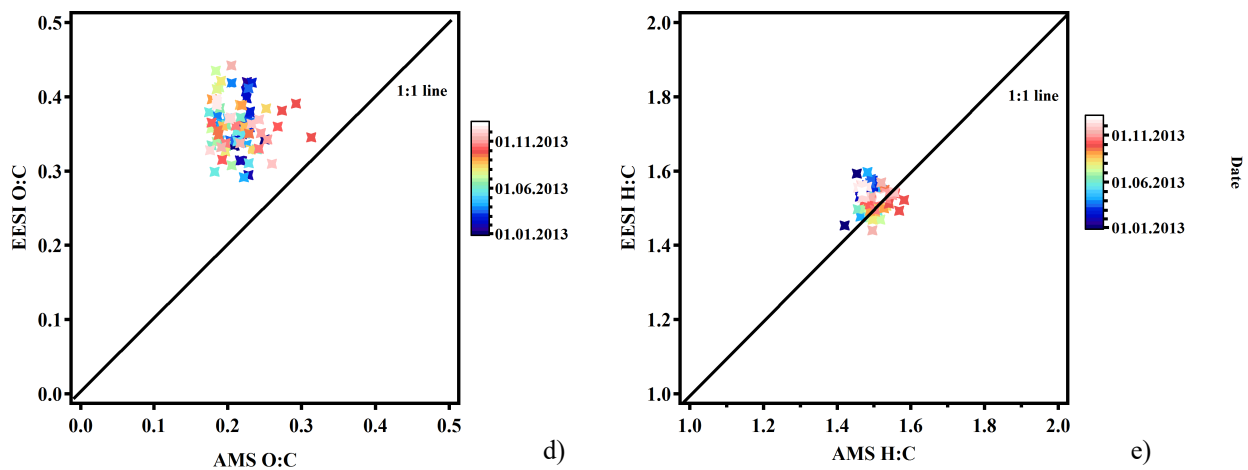 0.5
0.4
0.3
0.2
0.1
0.0
EESI O:C
0.0 0.1 0.2 0.3 0.4 0.5
AMS O:C
1:1 line
01.11.2013
01.06.2013
01.01.2013
d)
2.0
1.8
1.6
1.4
1.2
1.0
EESI H:C
1.0 1.2 1.4 1.6 1.8 2.0
AMS H:C
1:1 line
01.11.2013
01.06.2013
01.01.2013
Date
e)